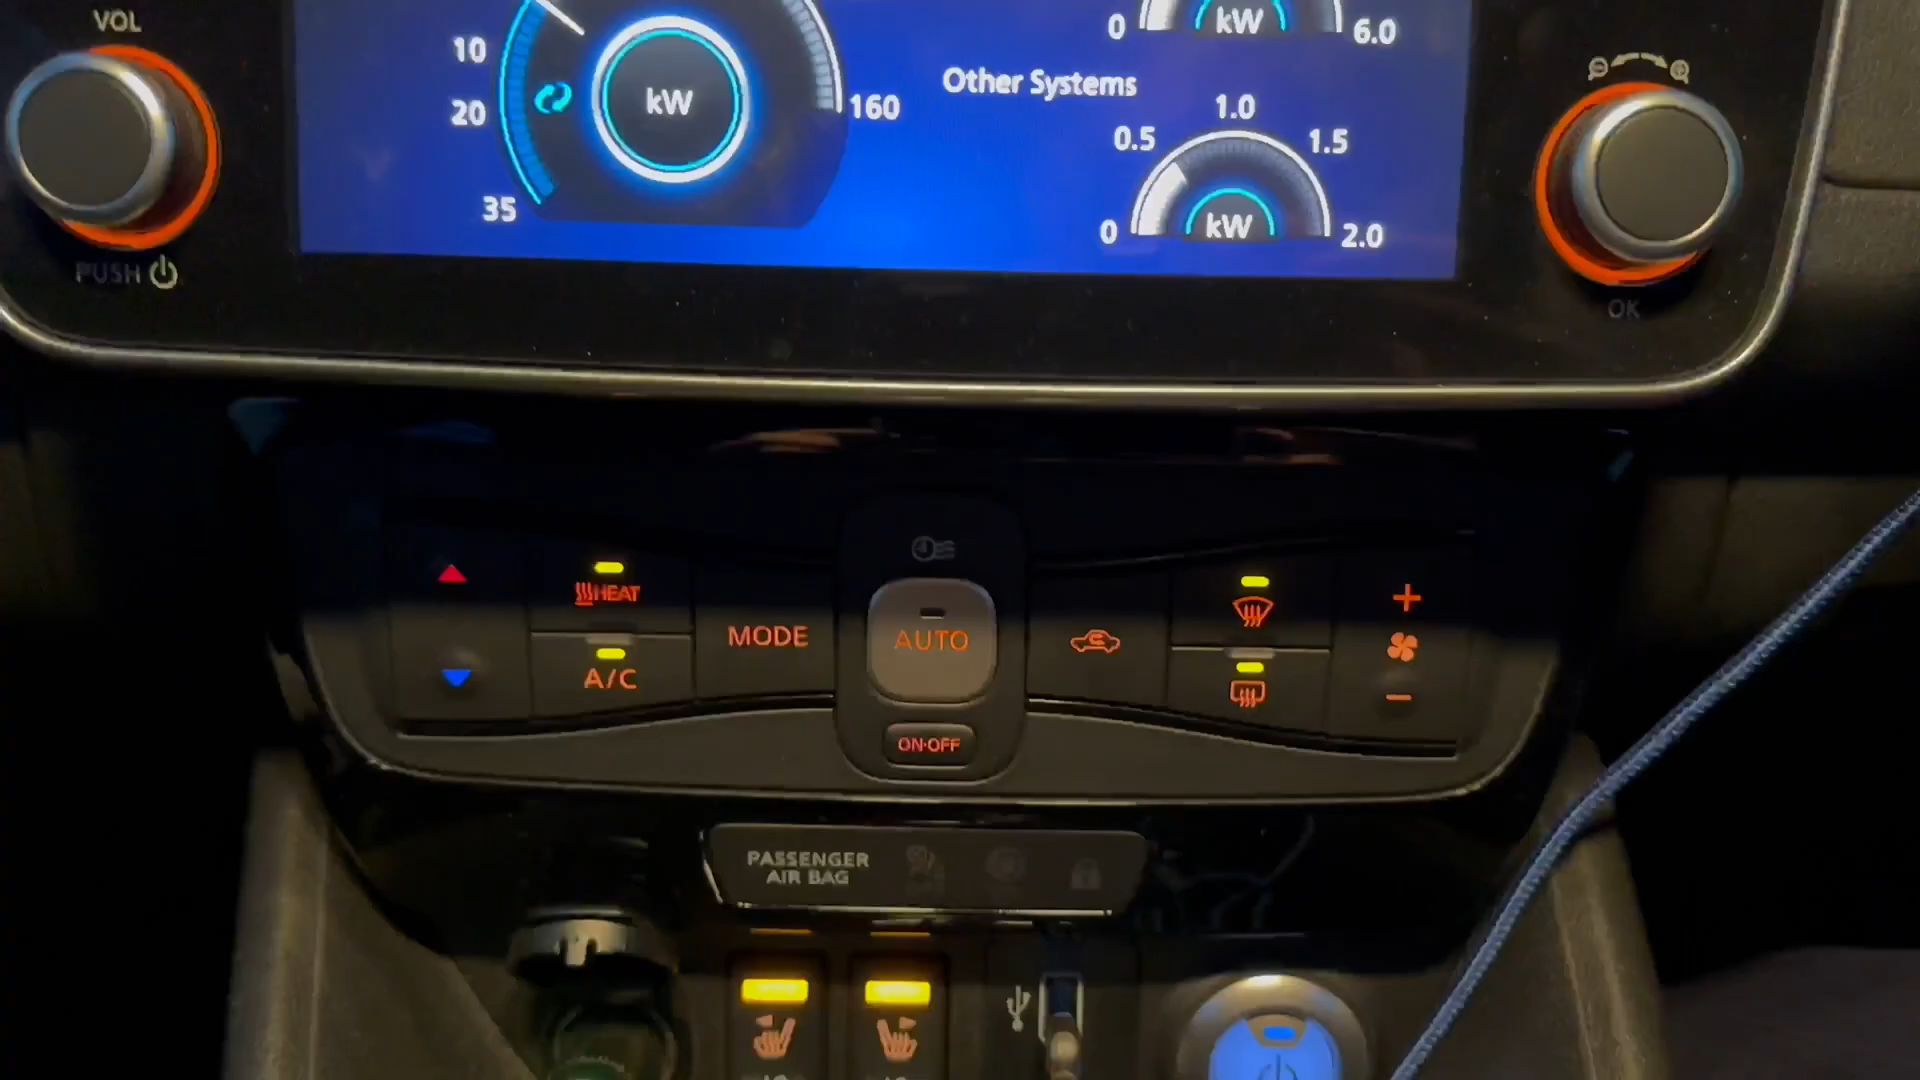 VOL
PUSH
10
20
35
kW
160
0
kW
6.0
Other Systems
0.5
1.0
1.5
0
kW
2.0
OK
HEAT
A/C
MODE
AUTO
ON·OFF
+
−
PASSENGER
AIR BAG